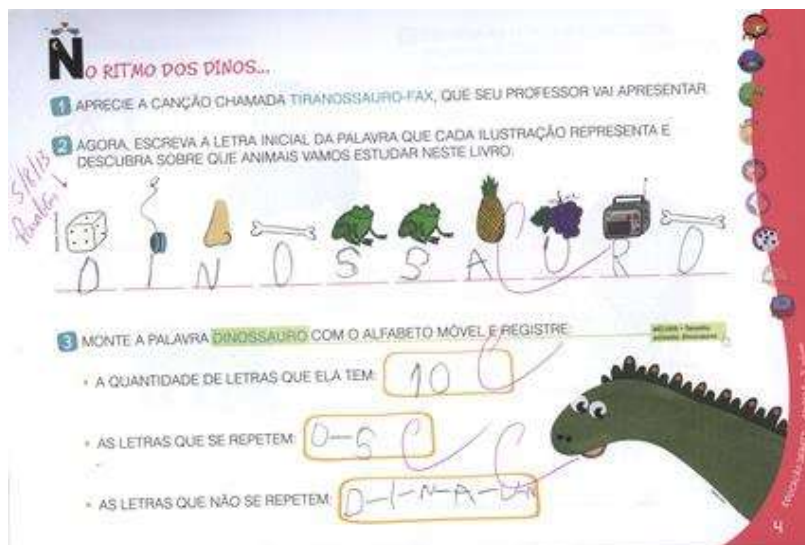 NO RITMO DOS DINOS...
1 APRECIE A CANÇÃO CHAMADA TIRANOSSAURO-FAX, QUE SEU PROFESSOR VAI APRESENTAR.
2 AGORA, ESCREVA A LETRA INICIAL DA PALAVRA QUE CADA ILUSTRAÇÃO REPRESENTA E
DESCUBRA SOBRE QUE ANIMAIS VAMOS ESTUDAR NESTE LIVRO:
5/8/13
D I N O S S A U R O
3 MONTE A PALAVRA DINOSSAURO COM O ALFABETO MÓVEL E REGISTRE:
• A QUANTIDADE DE LETRAS QUE ELA TEM: 10
• AS LETRAS QUE SE REPETEM: O-S
• AS LETRAS QUE NÃO SE REPETEM: D-I-N-A-U-R
4